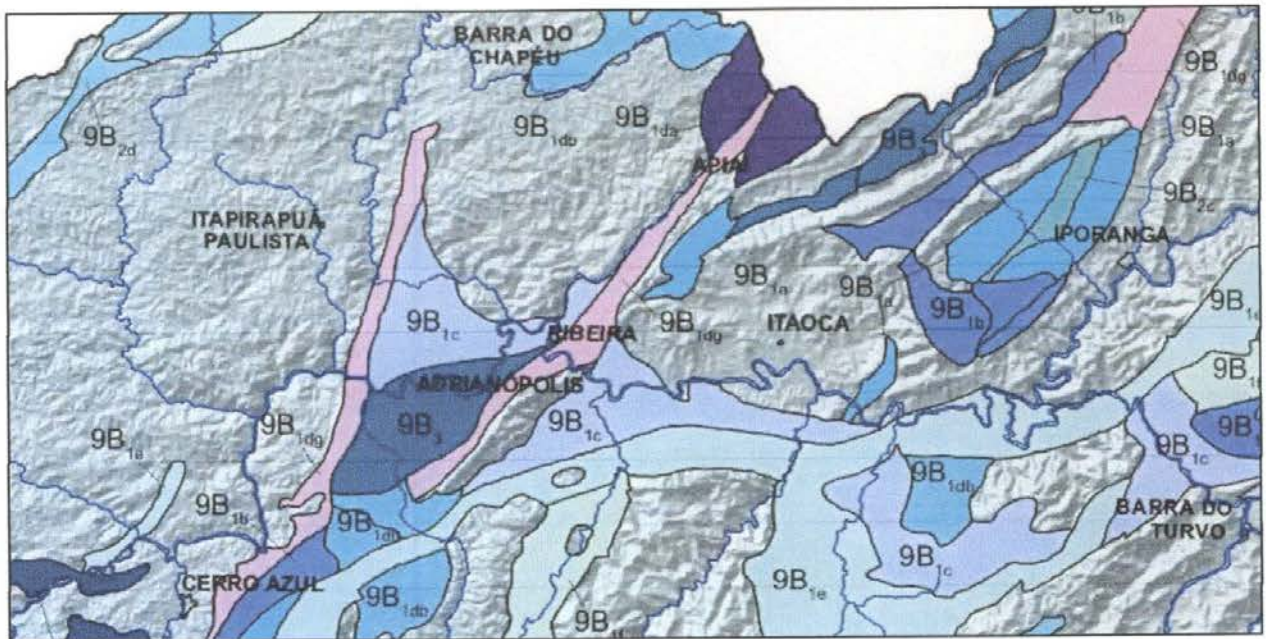 BARRA DO
CHAPÉU
9B1b
9B1dg
9B2d
9B1db
9B1da
9B1a
APIAÍ
9B2c
ITAPIRAPUÃ
PAULISTA
IPORANGA
9B1a
9B1c
9B1b
RIBEIRA
9B1dg
ITAOCA
ADRIANÓPOLIS
9B1a
9B1dg
9B3
9B1c
9B1c
9B1db
9B1b
BARRA DO
TURVO
9B1db
9B1c
CERRO AZUL
9B1db
9B1e